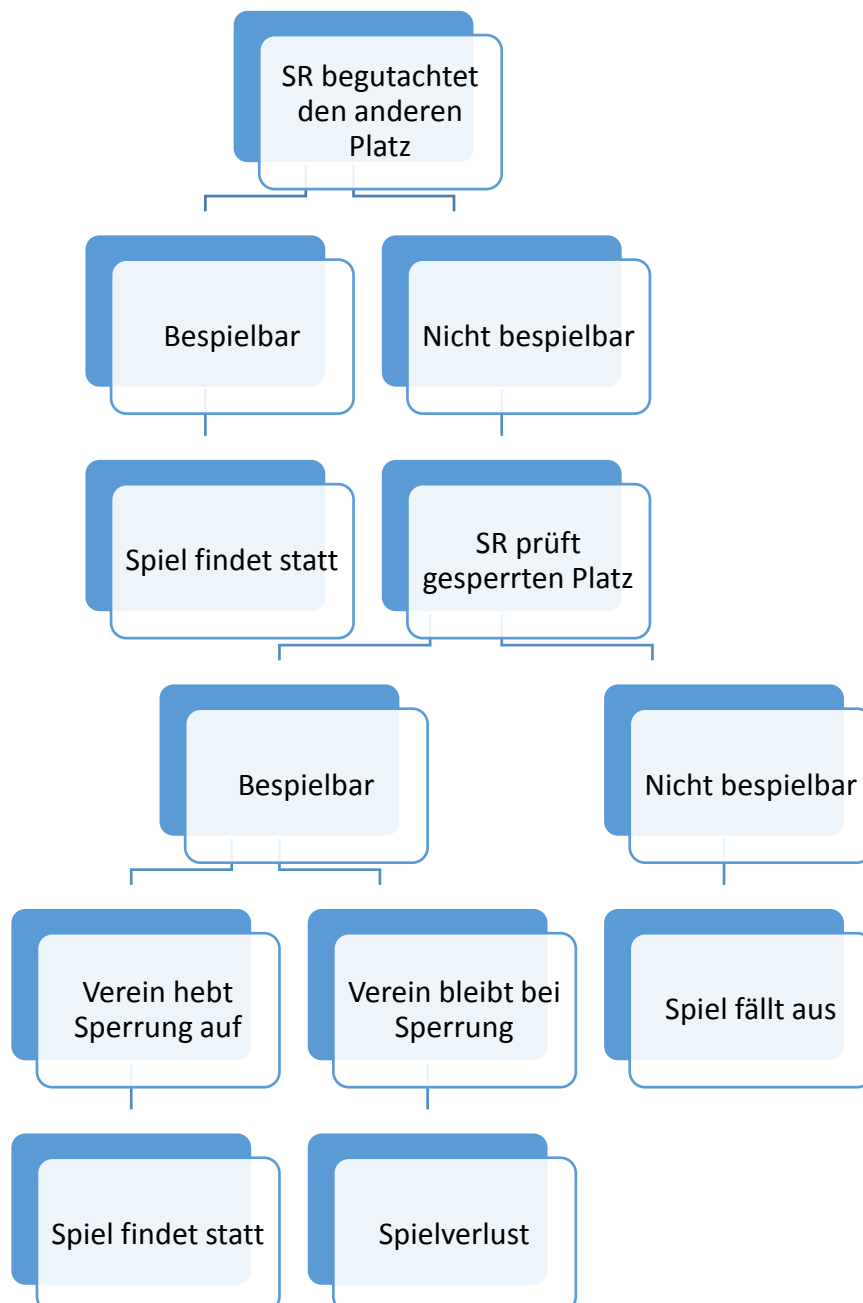 SR begutachtet
den anderen
Platz
Bespielbar
Nicht bespielbar
Spiel findet statt
SR prüft
gesperrten Platz
Bespielbar
Nicht bespielbar
Verein hebt
Sperrung auf
Verein bleibt bei
Sperrung
Spiel fällt aus
Spiel findet statt
Spielverlust